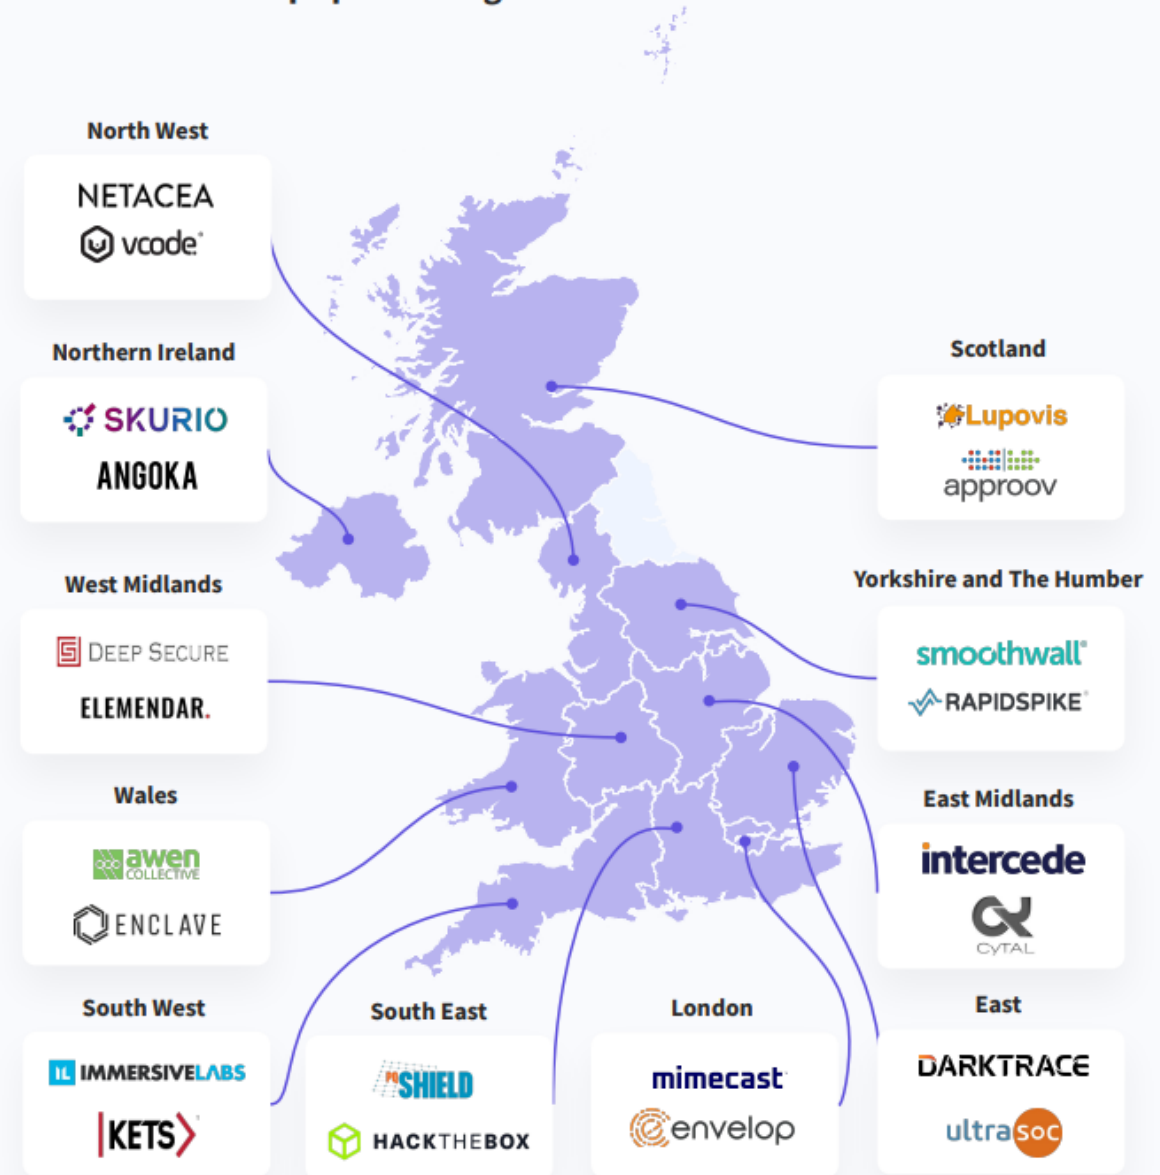 North West
NETACEA
vcode®
Northern Ireland
SKURIO
ANGOKA
West Midlands
DEEP SECURE
ELEMENDAR.
Wales
awen
COLLECTIVE
ENCLAVE
South West
IL IMMERSIVELABS
KETS
South East
PQ
SHIELD
HACKTHEBOX
London
mimecast
envelop
Scotland
Lupovis
approov
Yorkshire and The Humber
smoothwall®
RAPIDSPIKE
East Midlands
intercede
CyTAL
East
DARKTRACE
ultrasoc